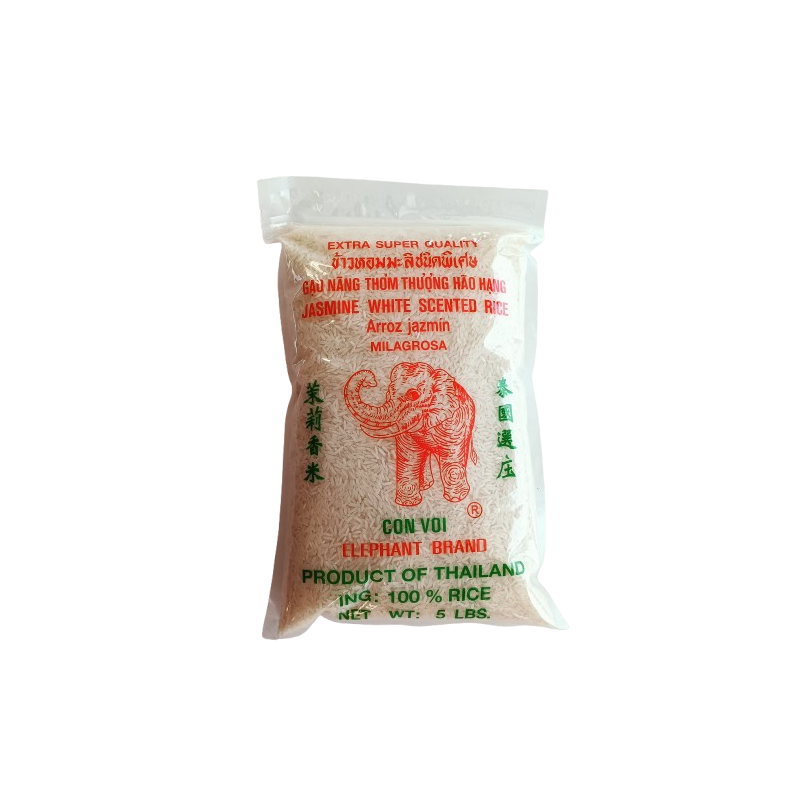 EXTRA SUPER QUALITY
ข้าวหอมมะลิชนิดพิเศษ
GẠO NÀNG THƠM THƯỢNG HẢO HẠNG
JASMINE WHITE SCENTED RICE
Arroz jazmín
MILAGROSA
茉莉香米
泰國選庄
®
CON VOI
ELEPHANT BRAND
PRODUCT OF THAILAND
ING: 100 % RICE
NET WT: 5 LBS.